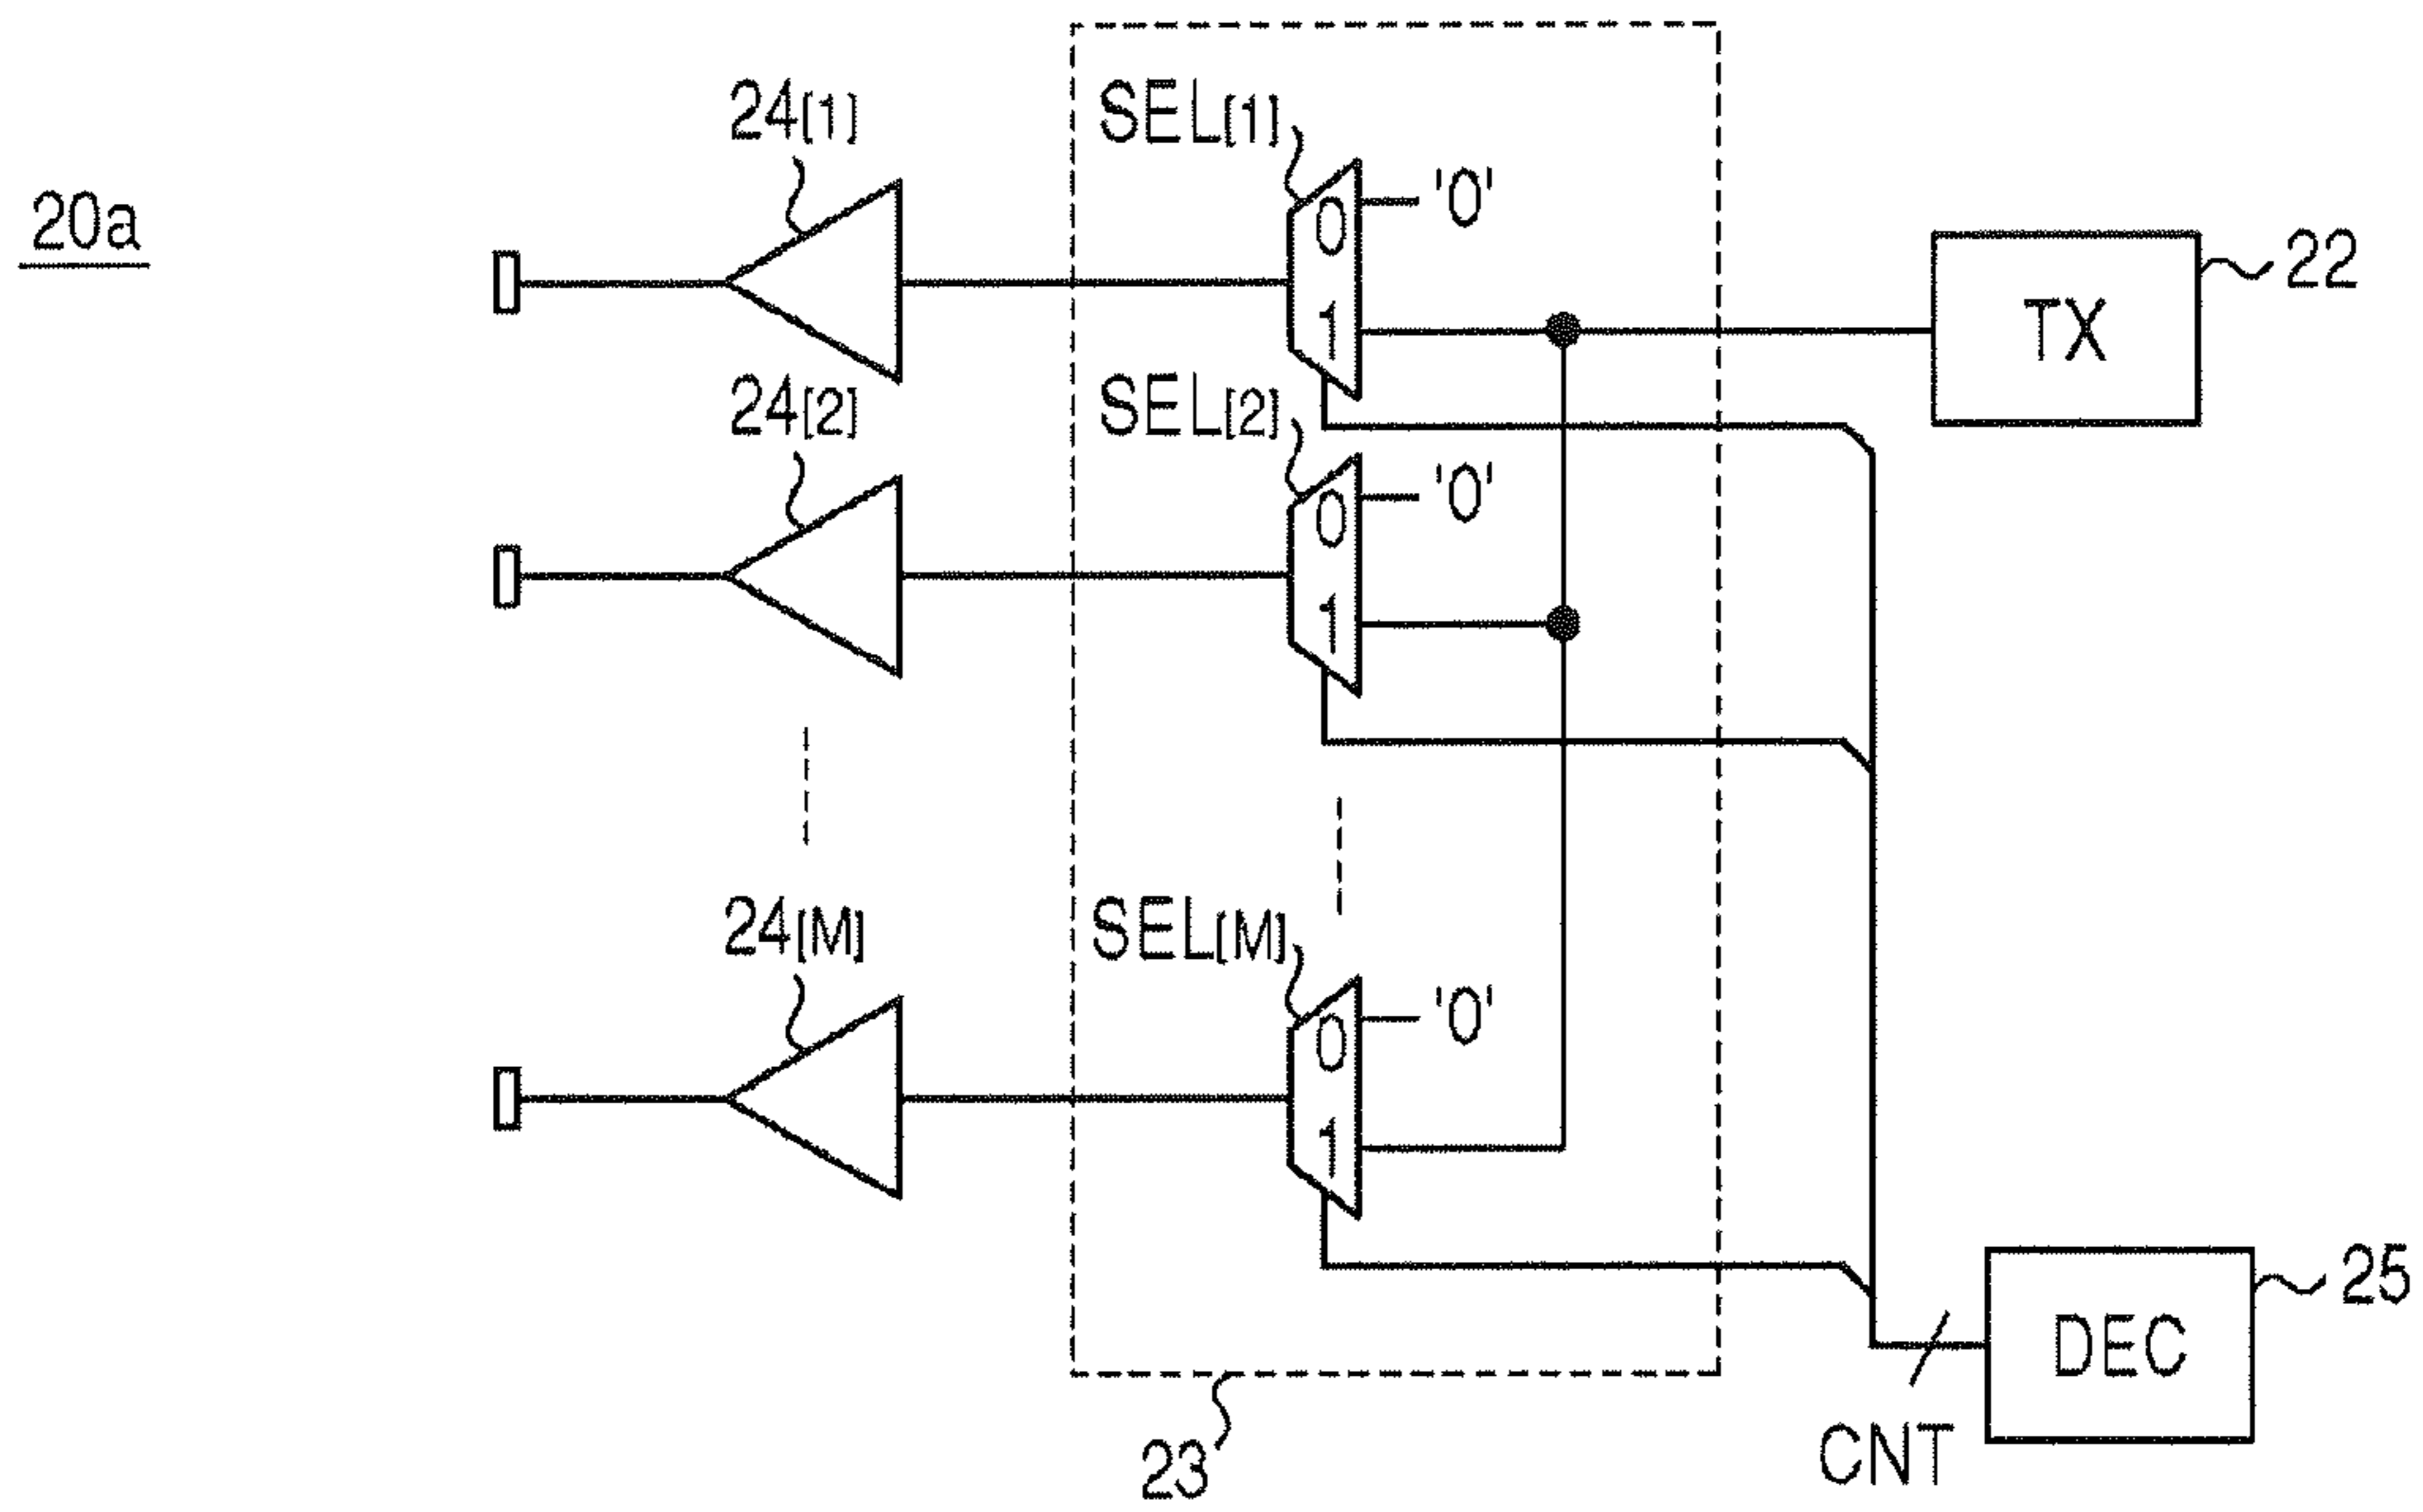 20a
24[1]
SEL[1]
'0'
0
1
TX
22
24[2]
SEL[2]
'0'
0
1
24[M]
SEL[M]
'0'
0
1
DEC
25
CNT
23